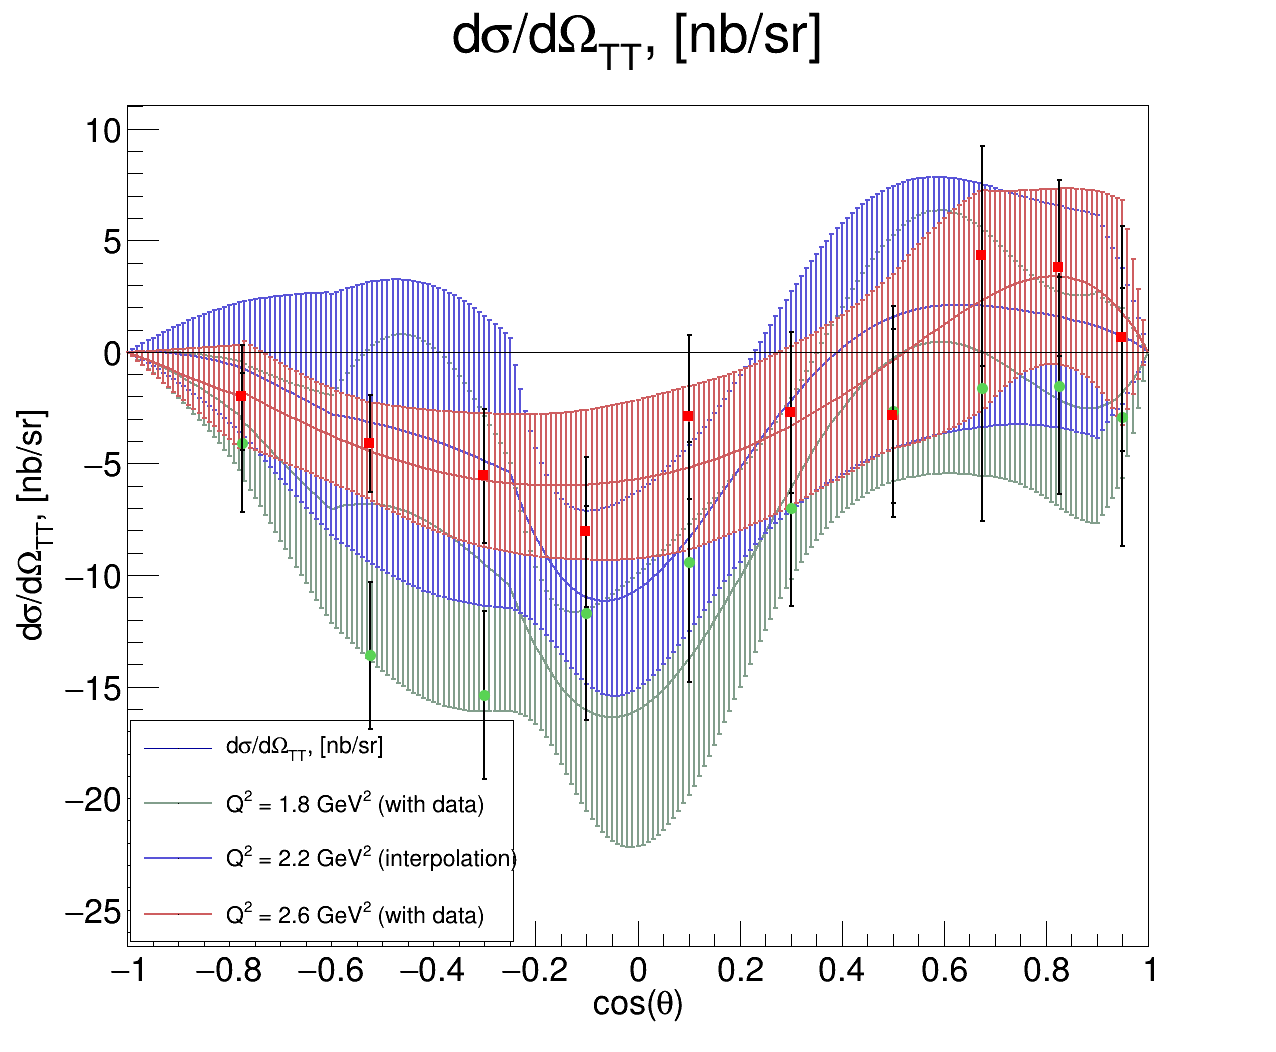 dσ/dΩTT, [nb/sr]
10
5
0
−5
−10
−15
−20
−25
dσ/dΩTT, [nb/sr]
dσ/dΩTT, [nb/sr]
Q² = 1.8 GeV² (with data)
Q² = 2.2 GeV² (interpolation)
Q² = 2.6 GeV² (with data)
−1 −0.8 −0.6 −0.4 −0.2 0 0.2 0.4 0.6 0.8 1
cos(θ)